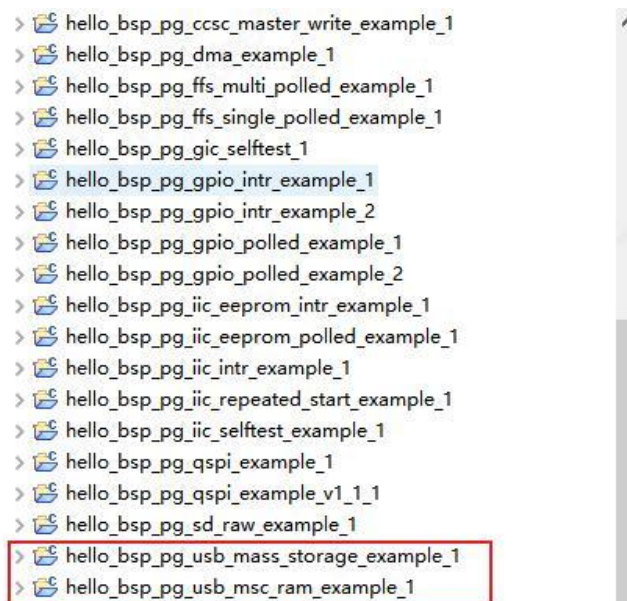 hello_bsp_pg_ccsc_master_write_example_1
hello_bsp_pg_dma_example_1
hello_bsp_pg_ffs_multi_polled_example_1
hello_bsp_pg_ffs_single_polled_example_1
hello_bsp_pg_gic_selftest_1
hello_bsp_pg_gpio_intr_example_1
hello_bsp_pg_gpio_intr_example_2
hello_bsp_pg_gpio_polled_example_1
hello_bsp_pg_gpio_polled_example_2
hello_bsp_pg_iic_eeprom_intr_example_1
hello_bsp_pg_iic_eeprom_polled_example_1
hello_bsp_pg_iic_intr_example_1
hello_bsp_pg_iic_repeated_start_example_1
hello_bsp_pg_iic_selftest_example_1
hello_bsp_pg_qspi_example_1
hello_bsp_pg_qspi_example_v1_1_1
hello_bsp_pg_sd_raw_example_1
hello_bsp_pg_usb_mass_storage_example_1
hello_bsp_pg_usb_msc_ram_example_1